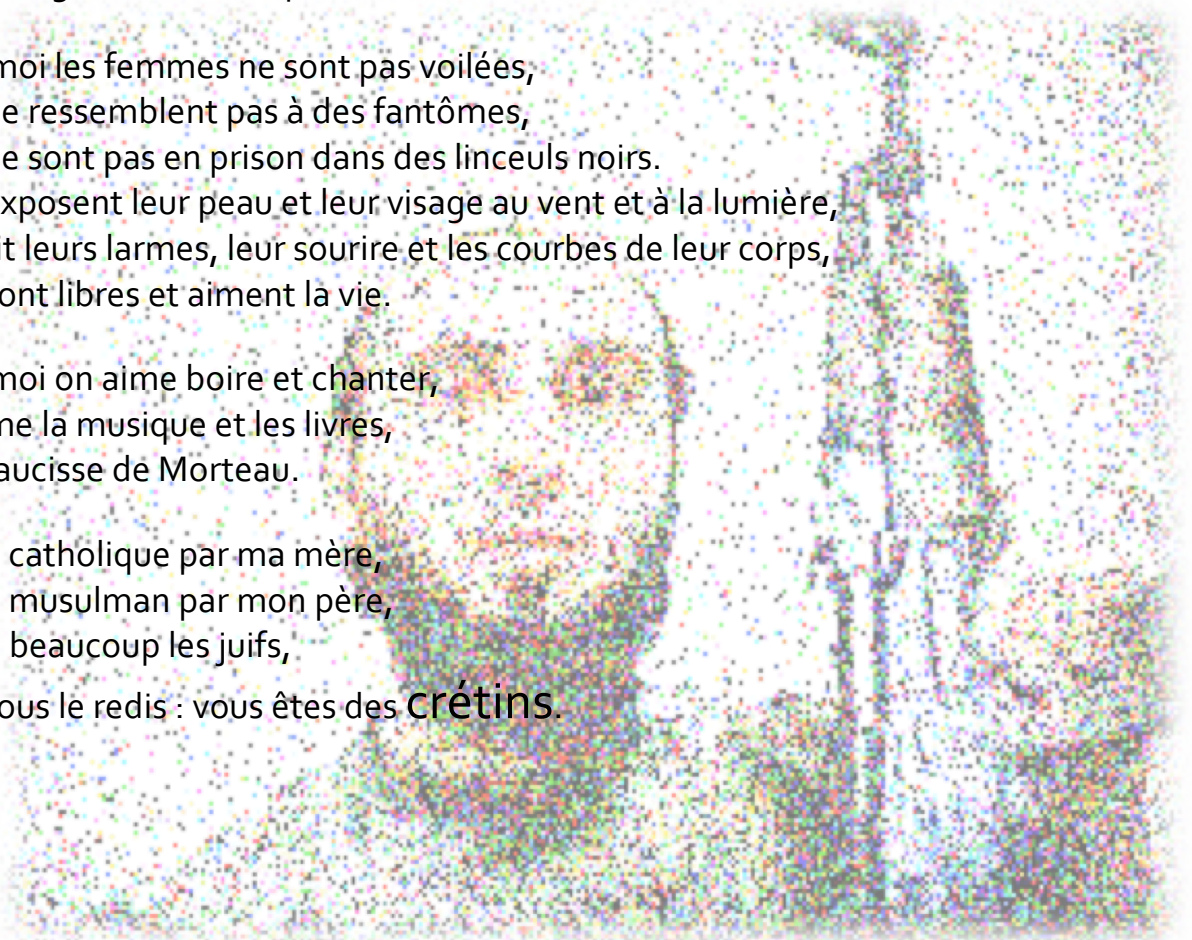 moi les femmes ne sont pas voilées,
e ressemblent pas à des fantômes,
e sont pas en prison dans des linceuls noirs.
xposent leur peau et leur visage au vent et à la lumière,
it leurs larmes, leur sourire et les courbes de leur corps,
ont libres et aiment la vie.
moi on aime boire et chanter,
me la musique et les livres,
aucisse de Morteau.
catholique par ma mère,
musulman par mon père,
beaucoup les juifs,
ous le redis : vous êtes des crétins.